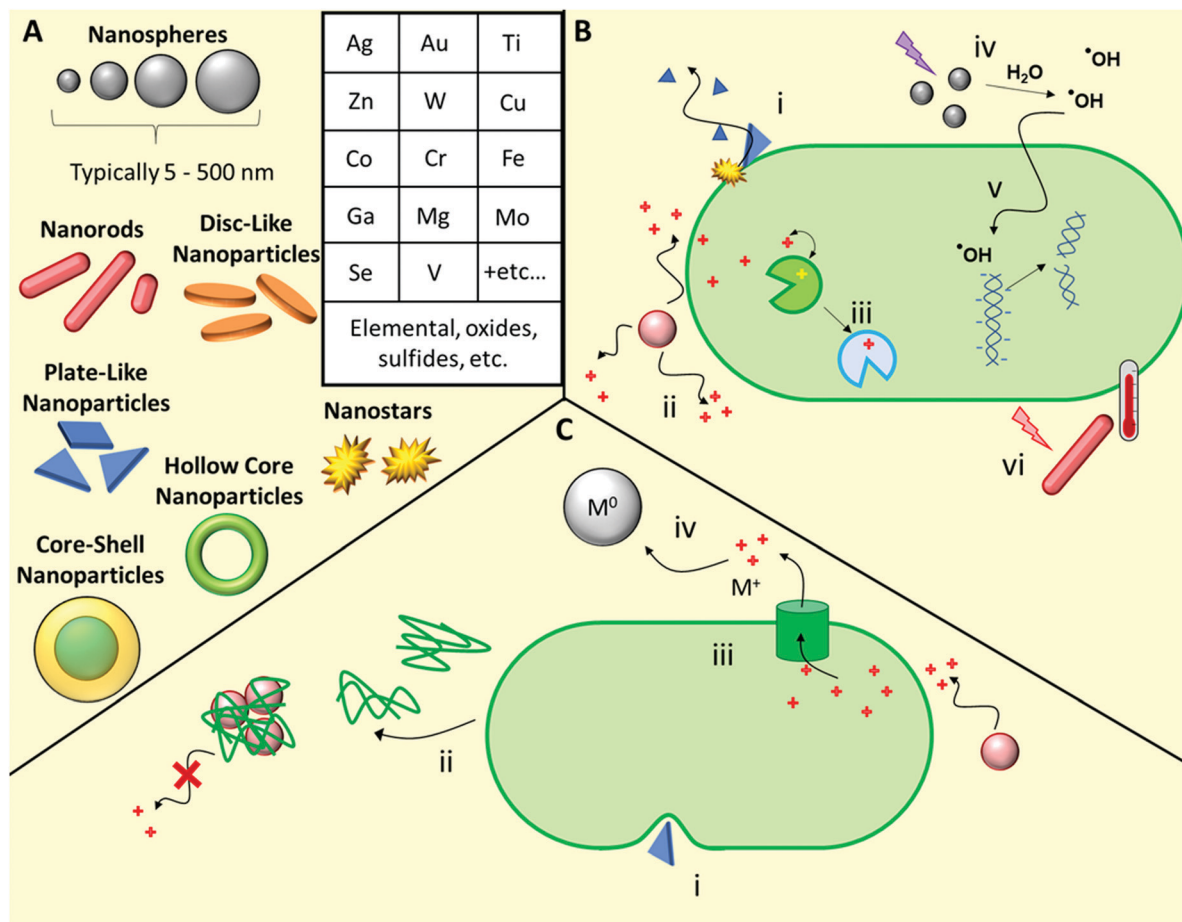 A
Nanospheres
Typically 5 - 500 nm
Nanorods
Disc-Like
Nanoparticles
Plate-Like
Nanoparticles
Nanostars
Hollow Core
Nanoparticles
Core-Shell
Nanoparticles
Ag Au Ti
Zn W Cu
Co Cr Fe
Ga Mg Mo
Se V +etc...
Elemental, oxides,
sulfides, etc.
B
i
iv
H₂O
•OH
•OH
v
•OH
iii
ii
vi
C
M⁰
iv
M⁺
iii
ii
i